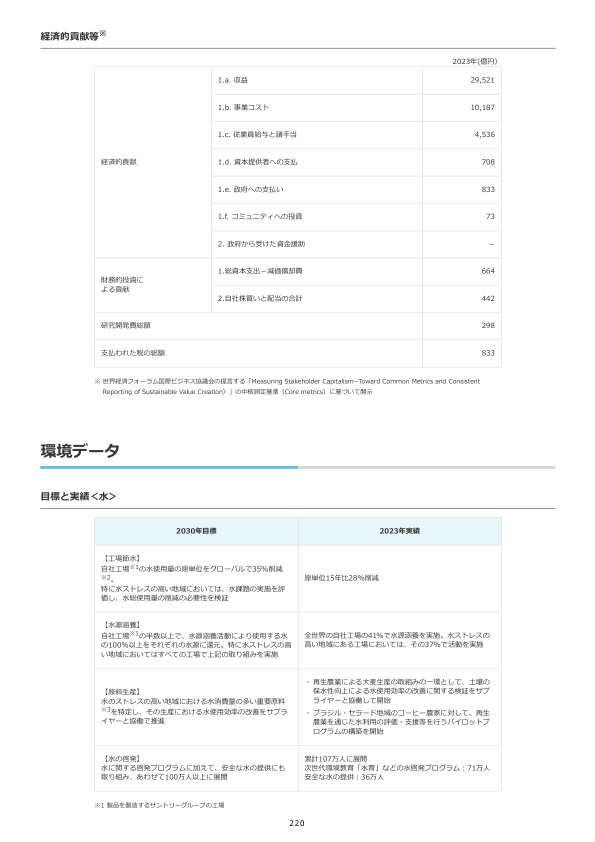 経済的貢献等※
2023年(億円)
1.a. 収益 29,521
1.b. 事業コスト 10,187
1.c. 従業員給与と諸手当 4,536
経済的貢献 1.d. 資本提供者への支払 708
1.e. 政府への支払い 833
1.f. コミュニティへの投資 73
2. 政府から受けた資金援助 −
財務的投資に
よる貢献
1.総資本支出−減価償却費 664
2.自社株買いと配当の合計 442
研究開発費総額 298
支払われた税の総額 833
※ 世界経済フォーラム国際ビジネス協議会の提言する「Measuring Stakeholder Capitalism−Toward Common Metrics and Consistent
Reporting of Sustainable Value Creation）」の中核測定基準（Core metrics）に基づいて開示
環境データ
目標と実績＜水＞
2030年目標 2023年実績
【工場節水】
自社工場※1の水使用量の原単位をグローバルで35%削減
※2。
特に水ストレスの高い地域においては、水課題の実施を評
価し、水総使用量の削減の必要性を検証
原単位15年比28%削減
【水源涵養】
自社工場※1の半数以上で、水源涵養活動により使用する水
の100%以上をそれぞれの水源に還元。特に水ストレスの高
い地域においてはすべての工場で上記の取り組みを実施
全世界の自社工場の41%で水源涵養を実施。水ストレスの
高い地域にある工場においては、その37%で活動を実施
【原料生産】
水のストレスの高い地域における水消費量の多い重要原料
※3を特定し、その生産における水使用効率の改善をサプラ
イヤーと協働で推進
・ 再生農業による大麦生産の取組みの一環として、土壌の
保水性向上による水使用効率の改善に関する検証をサプ
ライヤーと協働して開始
・ ブラジル・セラード地域のコーヒー農家に対して、再生
農業を通じた水利用の評価・支援等を行うパイロットプ
ログラムの構築を開始
【水の啓発】
水に関する啓発プログラムに加えて、安全な水の提供にも
取り組み、あわせて100万人以上に展開
累計107万人に展開
次世代環境教育「水育」などの水啓発プログラム：71万人
安全な水の提供：36万人
※1 製品を製造するサントリーグループの工場
220